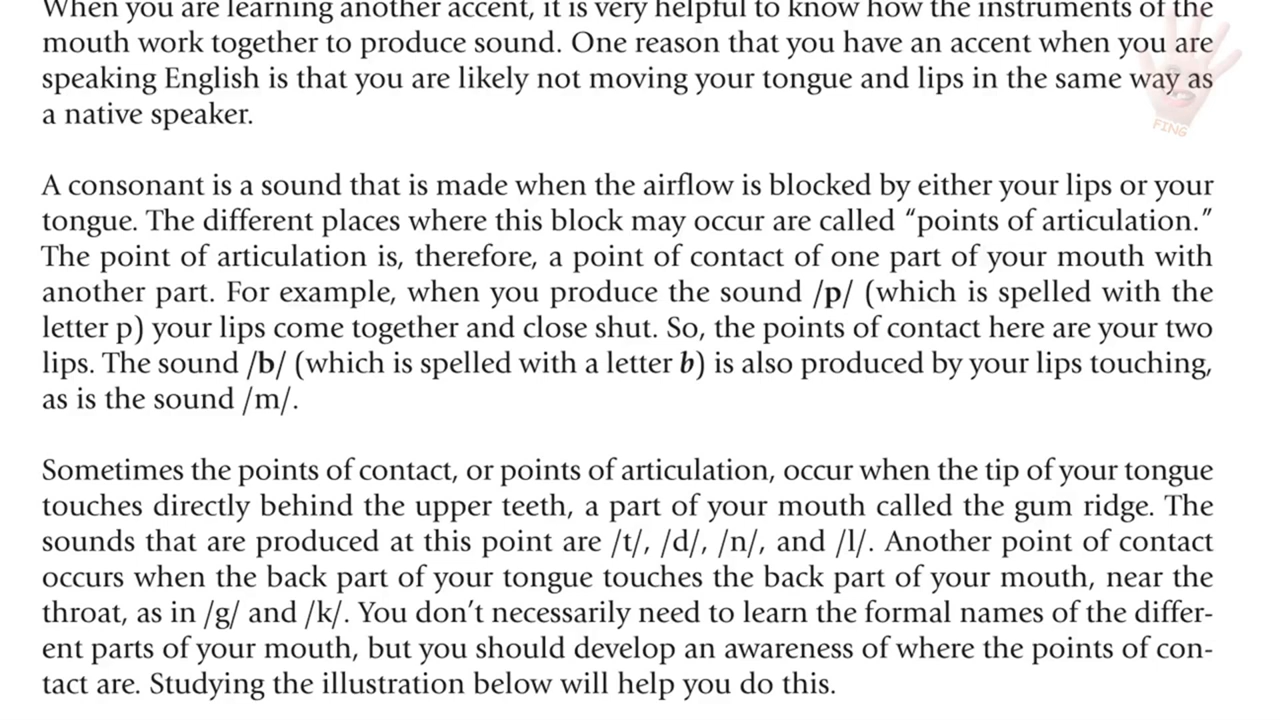 When you are learning another accent, it is very helpful to know how the instruments of the
mouth work together to produce sound. One reason that you have an accent when you are
speaking English is that you are likely not moving your tongue and lips in the same way as
a native speaker.
FING
A consonant is a sound that is made when the airflow is blocked by either your lips or your
tongue. The different places where this block may occur are called “points of articulation.”
The point of articulation is, therefore, a point of contact of one part of your mouth with
another part. For example, when you produce the sound /p/ (which is spelled with the
letter p) your lips come together and close shut. So, the points of contact here are your two
lips. The sound /b/ (which is spelled with a letter b) is also produced by your lips touching,
as is the sound /m/.
Sometimes the points of contact, or points of articulation, occur when the tip of your tongue
touches directly behind the upper teeth, a part of your mouth called the gum ridge. The
sounds that are produced at this point are /t/, /d/, /n/, and /l/. Another point of contact
occurs when the back part of your tongue touches the back part of your mouth, near the
throat, as in /g/ and /k/. You don’t necessarily need to learn the formal names of the differ-
ent parts of your mouth, but you should develop an awareness of where the points of con-
tact are. Studying the illustration below will help you do this.